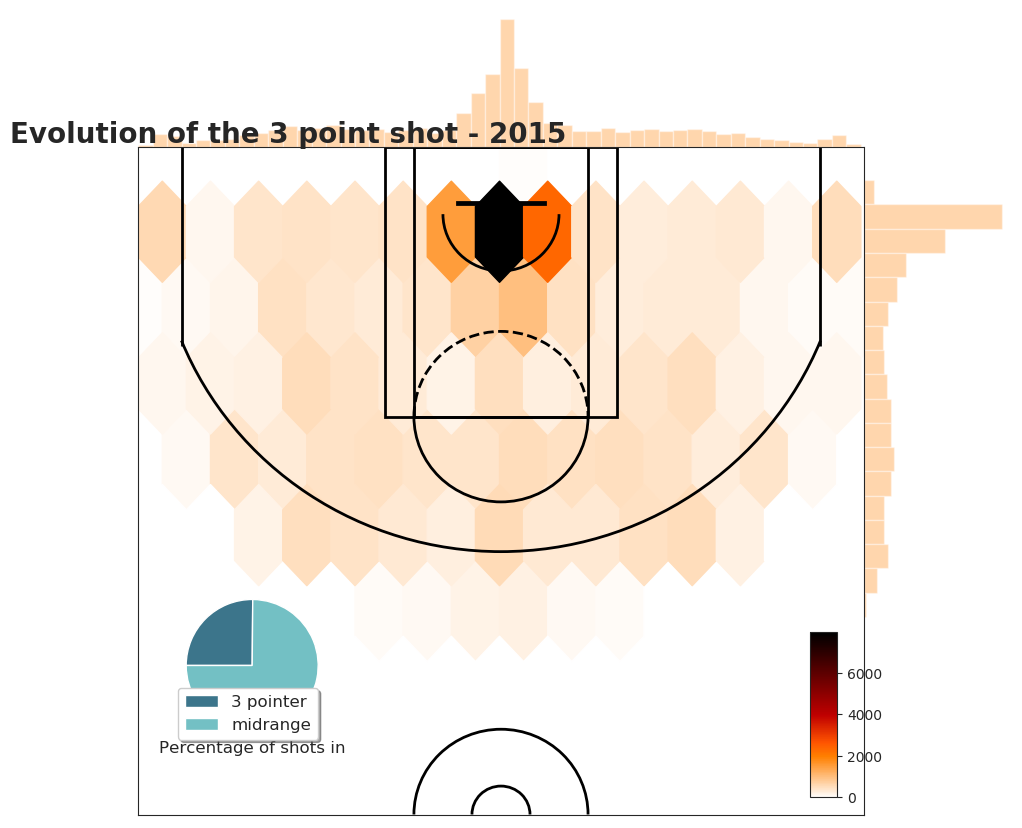 Evolution of the 3 point shot - 2015
3 pointer
midrange
Percentage of shots in
6000
4000
2000
0